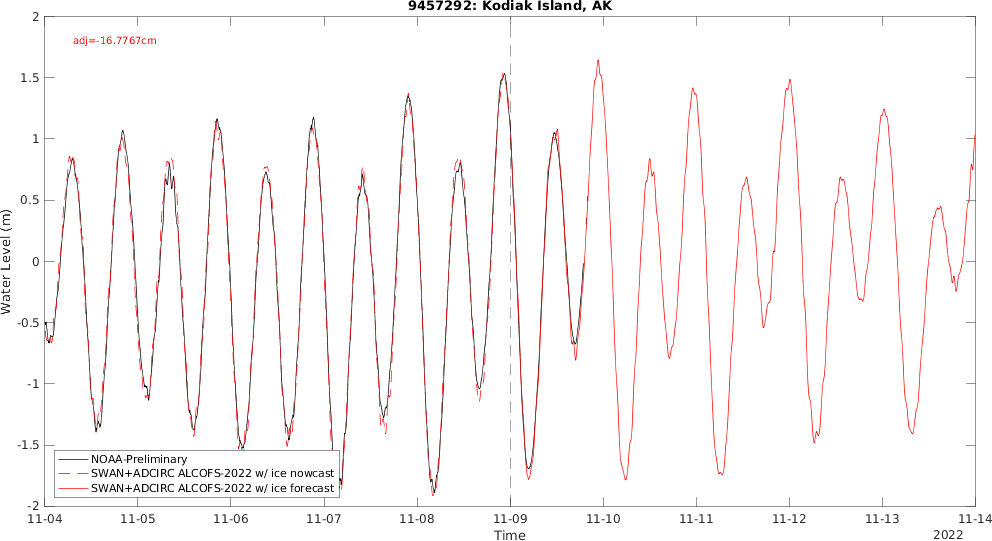 9457292: Kodiak Island, AK
adj=-16.7767cm
2
1.5
1
0.5
0
-0.5
-1
-1.5
-2
Water Level (m)
NOAA-Preliminary
SWAN+ADCIRC ALCOFS-2022 w/ ice nowcast
SWAN+ADCIRC ALCOFS-2022 w/ ice forecast
11-04 11-05 11-06 11-07 11-08 11-09 11-10 11-11 11-12 11-13 11-14
Time
2022